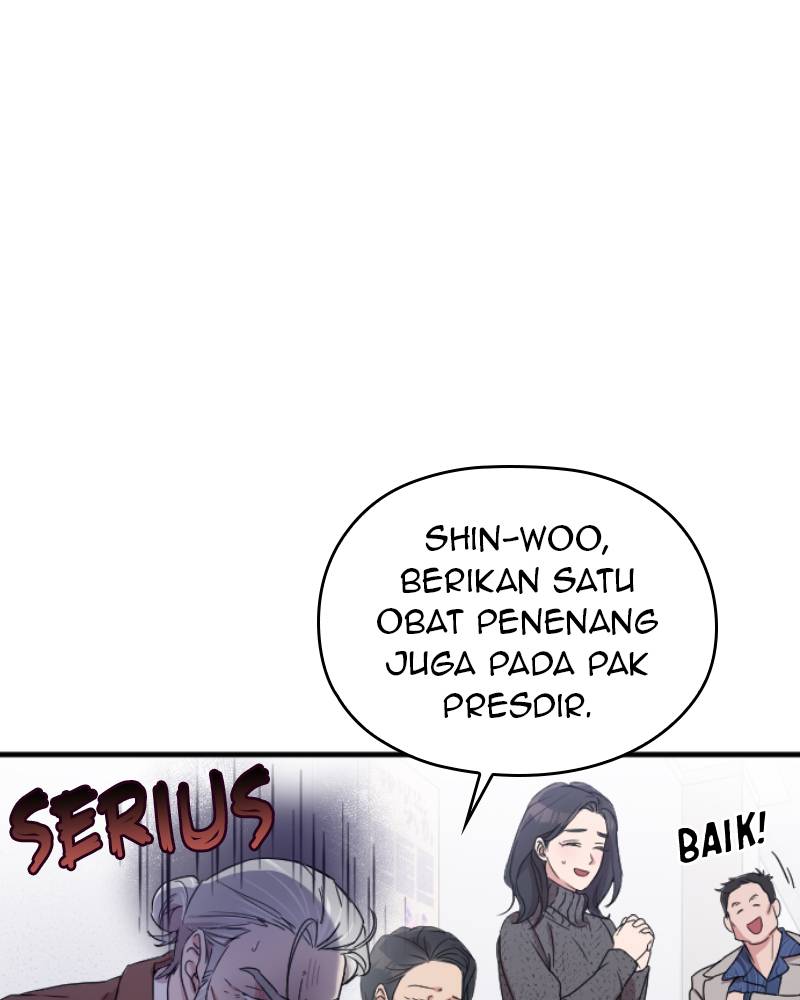 SHIN-WOO,
BERIKAN SATU
OBAT PENENANG
JUGA PADA PAK
PRESDIR.
SERIUS
BAIK!